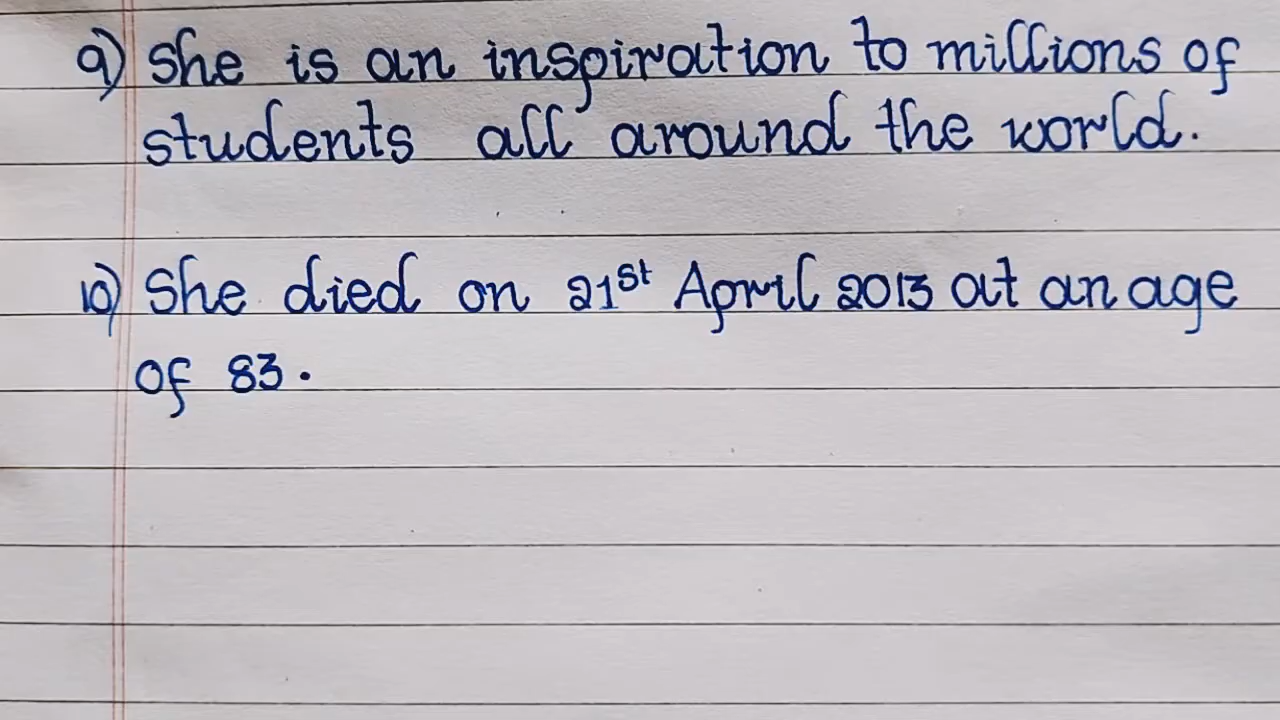 9) She is an inspiration to millions of
students all around the world.
10) She died on 21st April 2013 at an age
of 83.